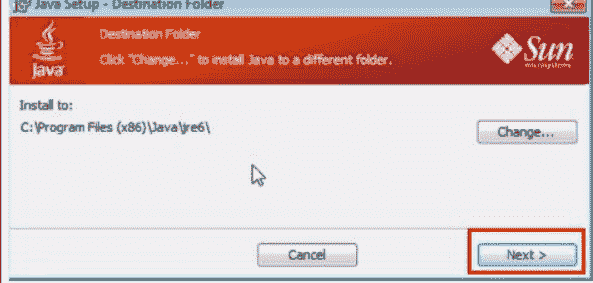 Java Setup - Destination Folder
Destination Folder
Click "Change..." to install Java to a different folder.
Java
Sun
Install to:
C:\Program Files (x86)\Java\jre6\
Change...
Cancel
Next >